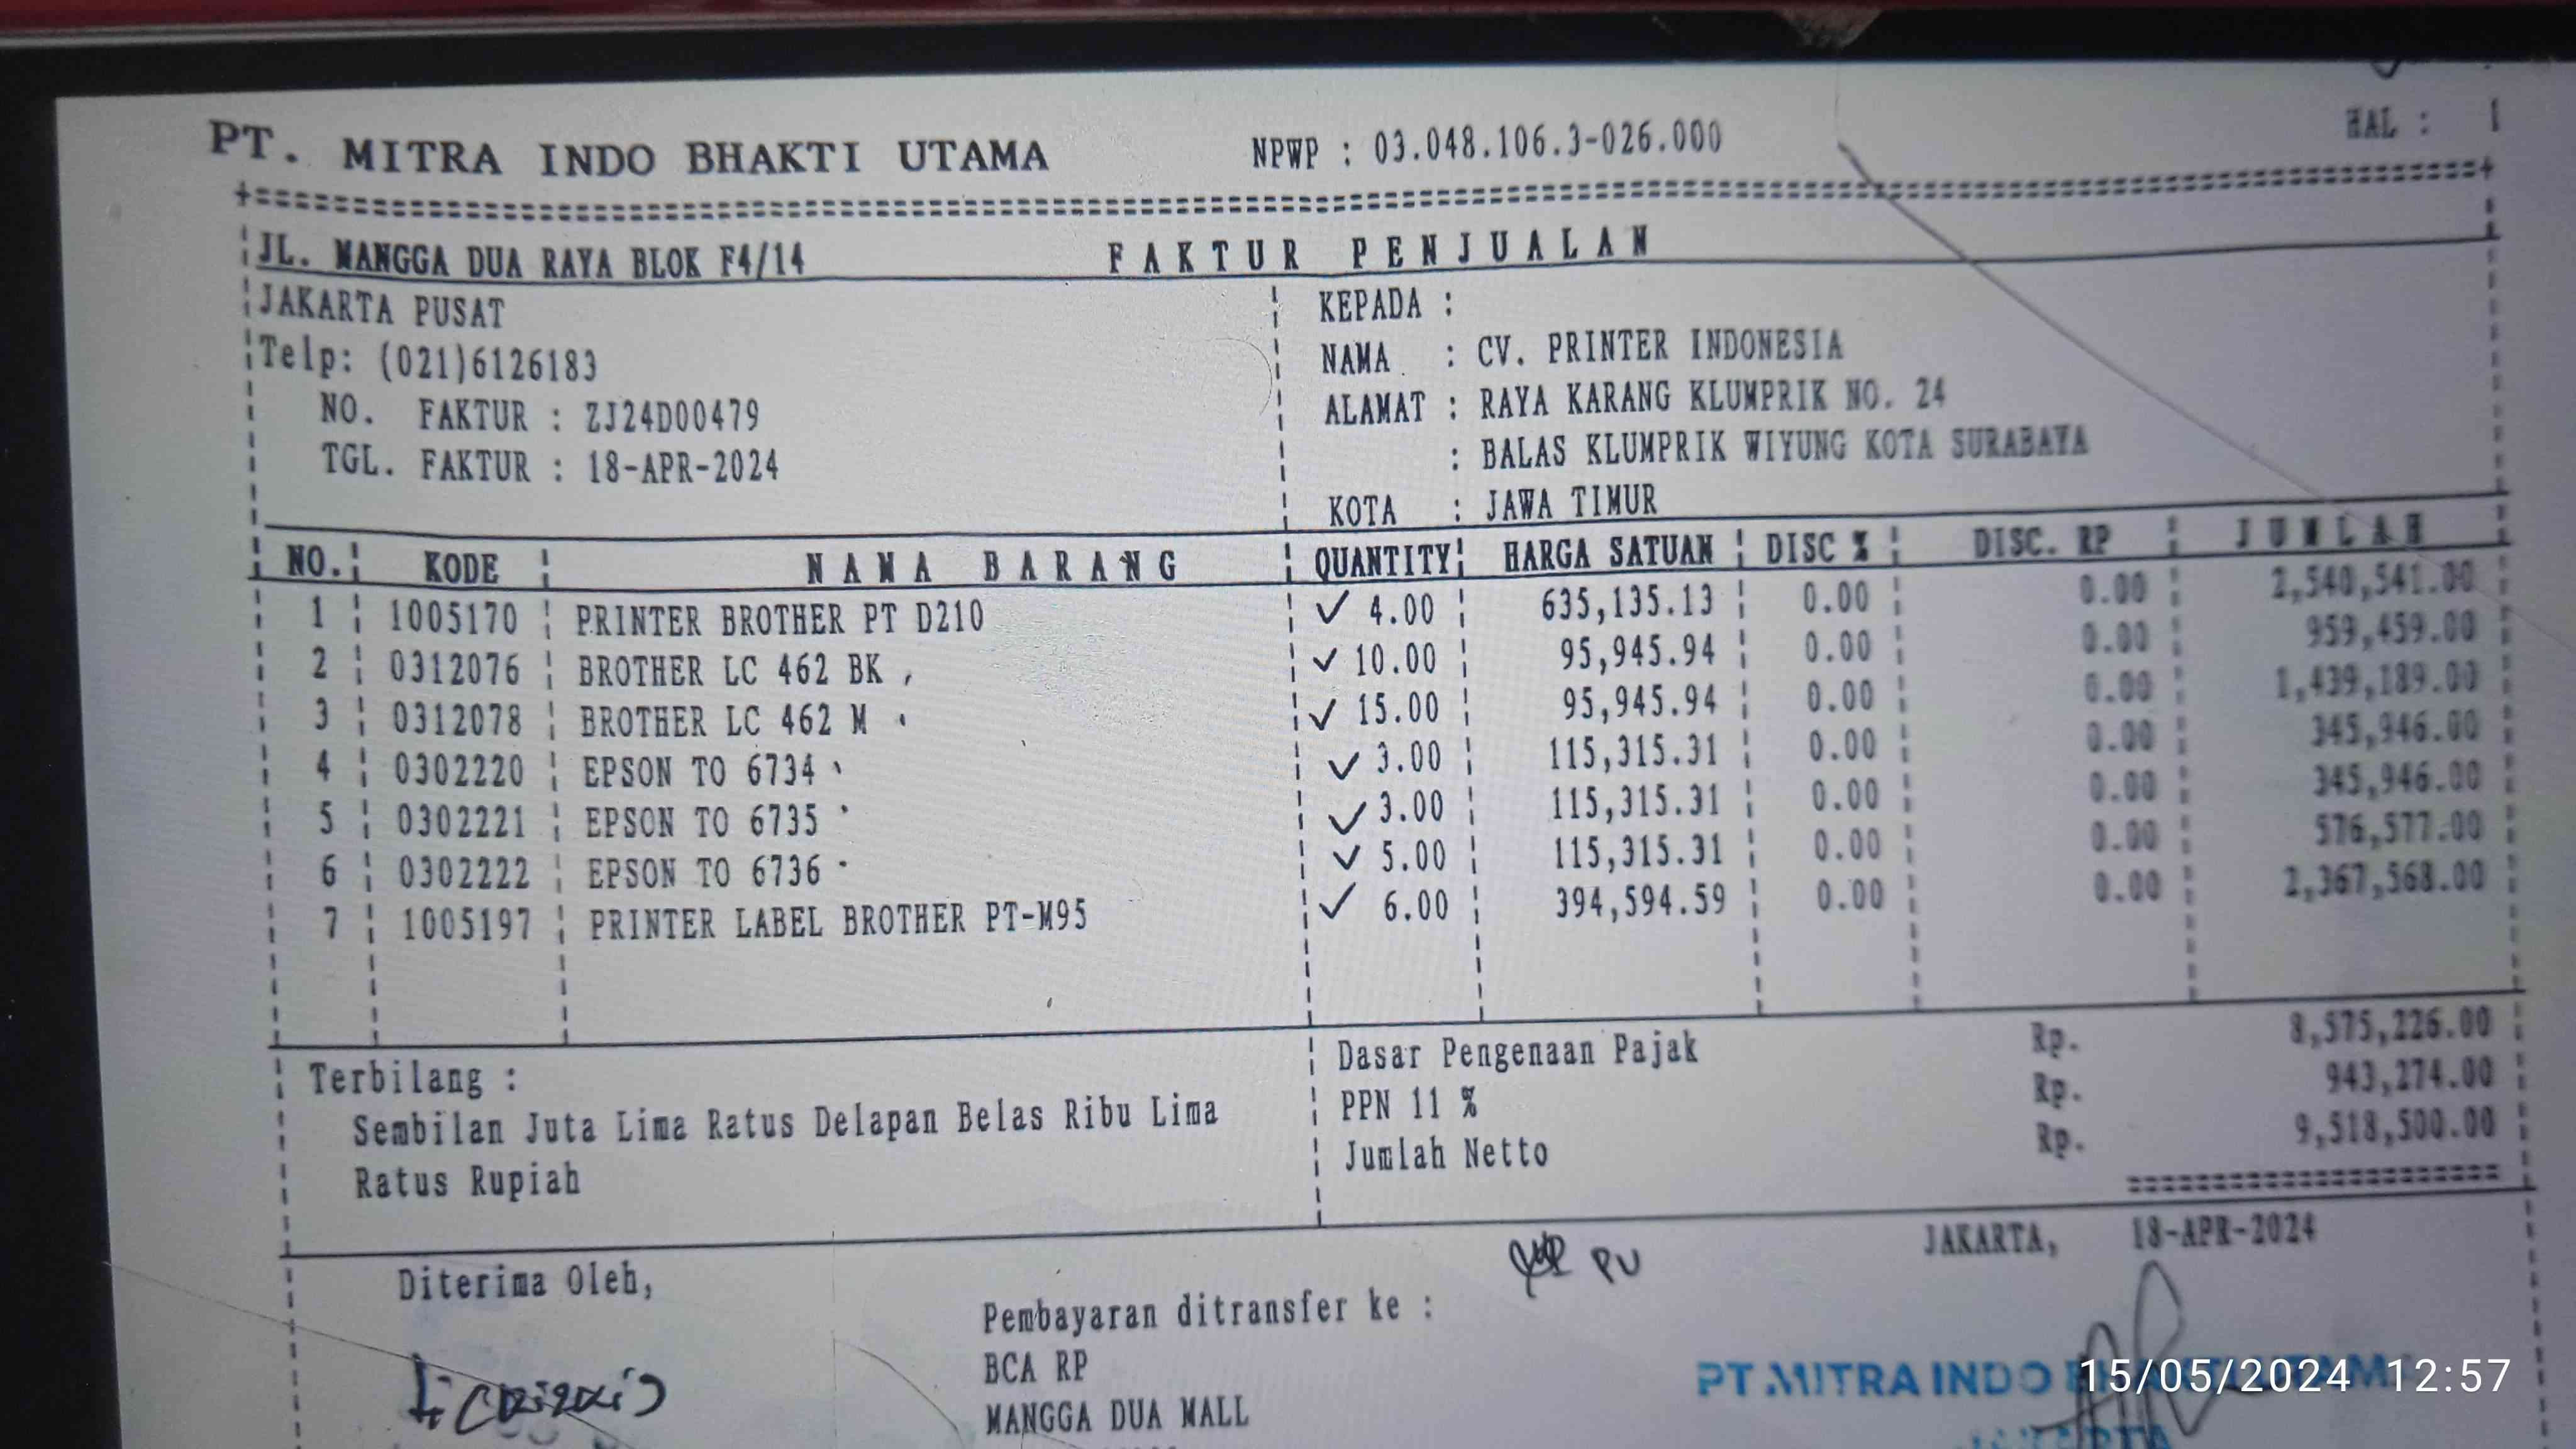 PT. MITRA INDO BHAKTI UTAMA NPWP : 03.048.106.3-026.000 HAL : 1
JL. MANGGA DUA RAYA BLOK F4/14 FAKTUR PENJUALAN
JAKARTA PUSAT KEPADA :
Telp: (021)6126183 NAMA : CV. PRINTER INDONESIA
NO. FAKTUR : ZJ24D00479 ALAMAT : RAYA KARANG KLUMPRIK NO. 24
TGL. FAKTUR : 18-APR-2024 : BALAS KLUMPRIK WIYUNG KOTA SURABAYA
KOTA : JAWA TIMUR
NO. KODE NAMA BARANG QUANTITY HARGA SATUAN DISC % DISC. RP JUMLAH
1 1005170 PRINTER BROTHER PT D210 ✓ 4.00 635,135.13 0.00 0.00 2,540,541.00
2 0312076 BROTHER LC 462 BK ✓ 10.00 95,945.94 0.00 0.00 959,459.00
3 0312078 BROTHER LC 462 M ✓ 15.00 95,945.94 0.00 0.00 1,439,189.00
4 0302220 EPSON TO 6734 ✓ 3.00 115,315.31 0.00 0.00 345,946.00
5 0302221 EPSON TO 6735 ✓ 3.00 115,315.31 0.00 0.00 345,946.00
6 0302222 EPSON TO 6736 ✓ 5.00 115,315.31 0.00 0.00 576,577.00
7 1005197 PRINTER LABEL BROTHER PT-M95 ✓ 6.00 394,594.59 0.00 0.00 2,367,568.00
Dasar Pengenaan Pajak Rp. 8,575,226.00
Terbilang : PPN 11 % Rp. 943,274.00
Sembilan Juta Lima Ratus Delapan Belas Ribu Lima Jumlah Netto Rp. 9,518,500.00
Ratus Rupiah
JAKARTA, 18-APR-2024
PU
Diterima Oleh,
Pembayaran ditransfer ke :
BCA RP
MANGGA DUA MALL
PT.MITRA INDO
15/05/2024 12:57